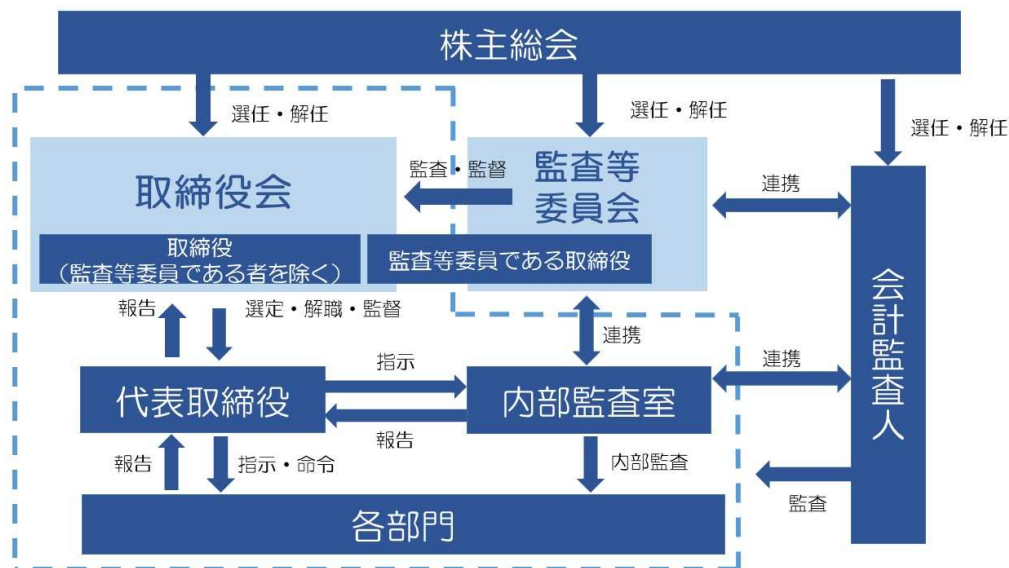 株主総会
選任・解任
選任・解任
選任・解任
取締役会
監査・監督
監査等
委員会
連携
取締役
（監査等委員である者を除く）
監査等委員である取締役
報告
選定・解職・監督
連携
会計監査人
指示
連携
代表取締役
内部監査室
報告
報告
指示・命令
内部監査
監査
各部門